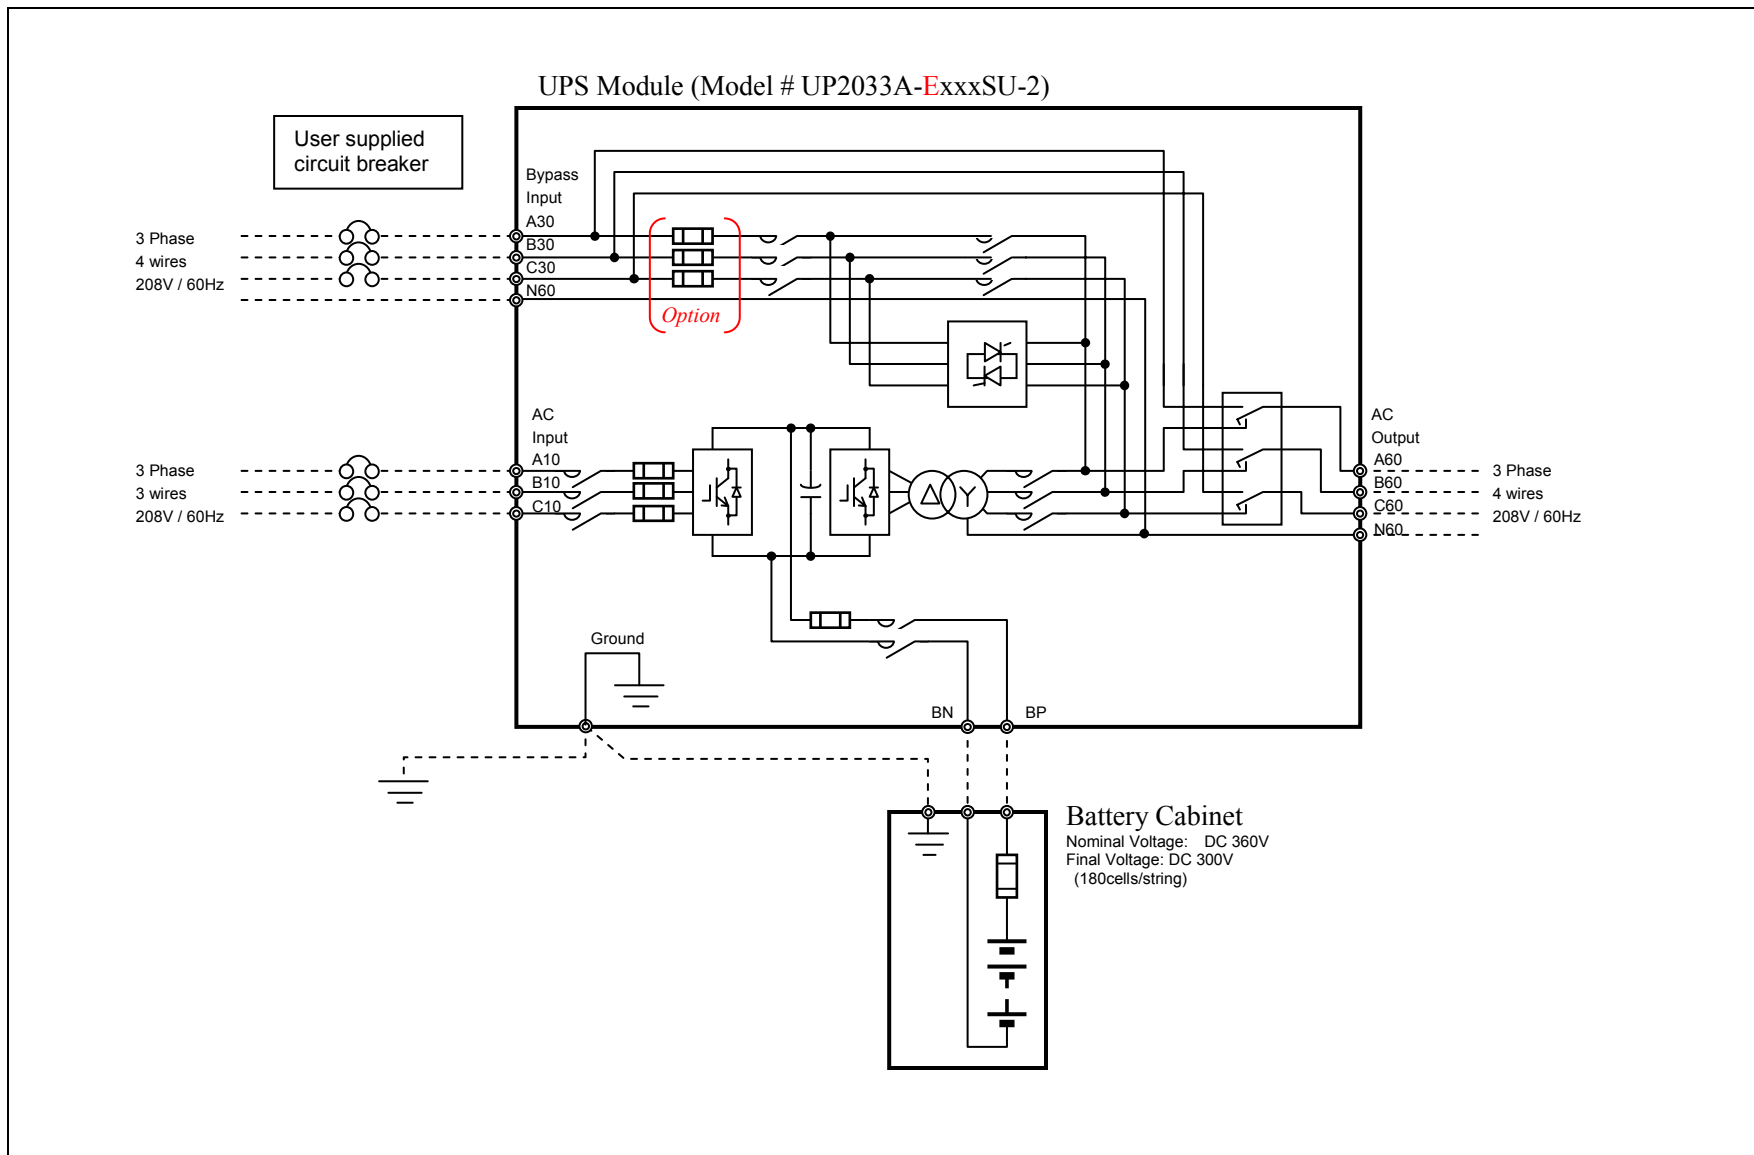 UPS Module (Model # UP2033A-ExxxSU-2)
User supplied
circuit breaker
Bypass
Input
A30
B30
C30
N60
3 Phase
4 wires
208V / 60Hz
Option
AC
Input
A10
B10
C10
3 Phase
3 wires
208V / 60Hz
AC
Output
A60
B60
C60
N60
3 Phase
4 wires
208V / 60Hz
Ground
BN
BP
Battery Cabinet
Nominal Voltage: DC 360V
Final Voltage: DC 300V
(180cells/string)